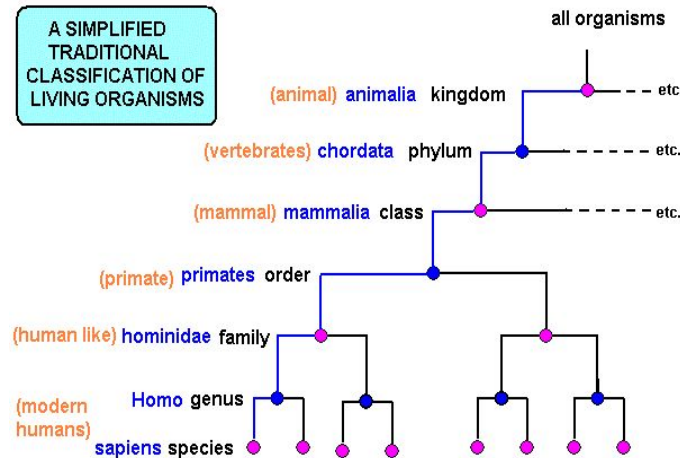 A SIMPLIFIED
TRADITIONAL
CLASSIFICATION OF
LIVING ORGANISMS
all organisms
(animal) animalia kingdom etc
(vertebrates) chordata phylum etc.
(mammal) mammalia class etc.
(primate) primates order
(human like) hominidae family
Homo genus
(modern
humans)
sapiens species